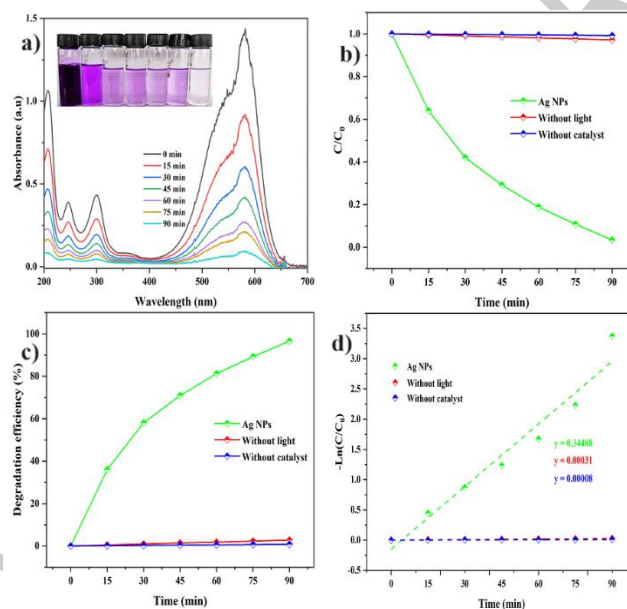 a)
Absorbance (a.u)
1.5
1.0
0.5
0.0
0 min
15 min
30 min
45 min
60 min
75 min
90 min
200 300 400 500 600 700
Wavelength (nm)
b)
C/C0
1.0
0.8
0.6
0.4
0.2
0.0
Ag NPs
Without light
Without catalyst
0 15 30 45 60 75 90
Time (min)
c)
Degradation efficiency (%)
100
80
60
40
20
0
Ag NPs
Without light
Without catalyst
0 15 30 45 60 75 90
Time (min)
d)
-Ln(C/C0)
3.5
3.0
2.5
2.0
1.5
1.0
0.5
0.0
-0.5
Ag NPs
Without light
Without catalyst
y = 0.34488
y = 0.00031
y = 0.00008
0 15 30 45 60 75 90
Time (min)